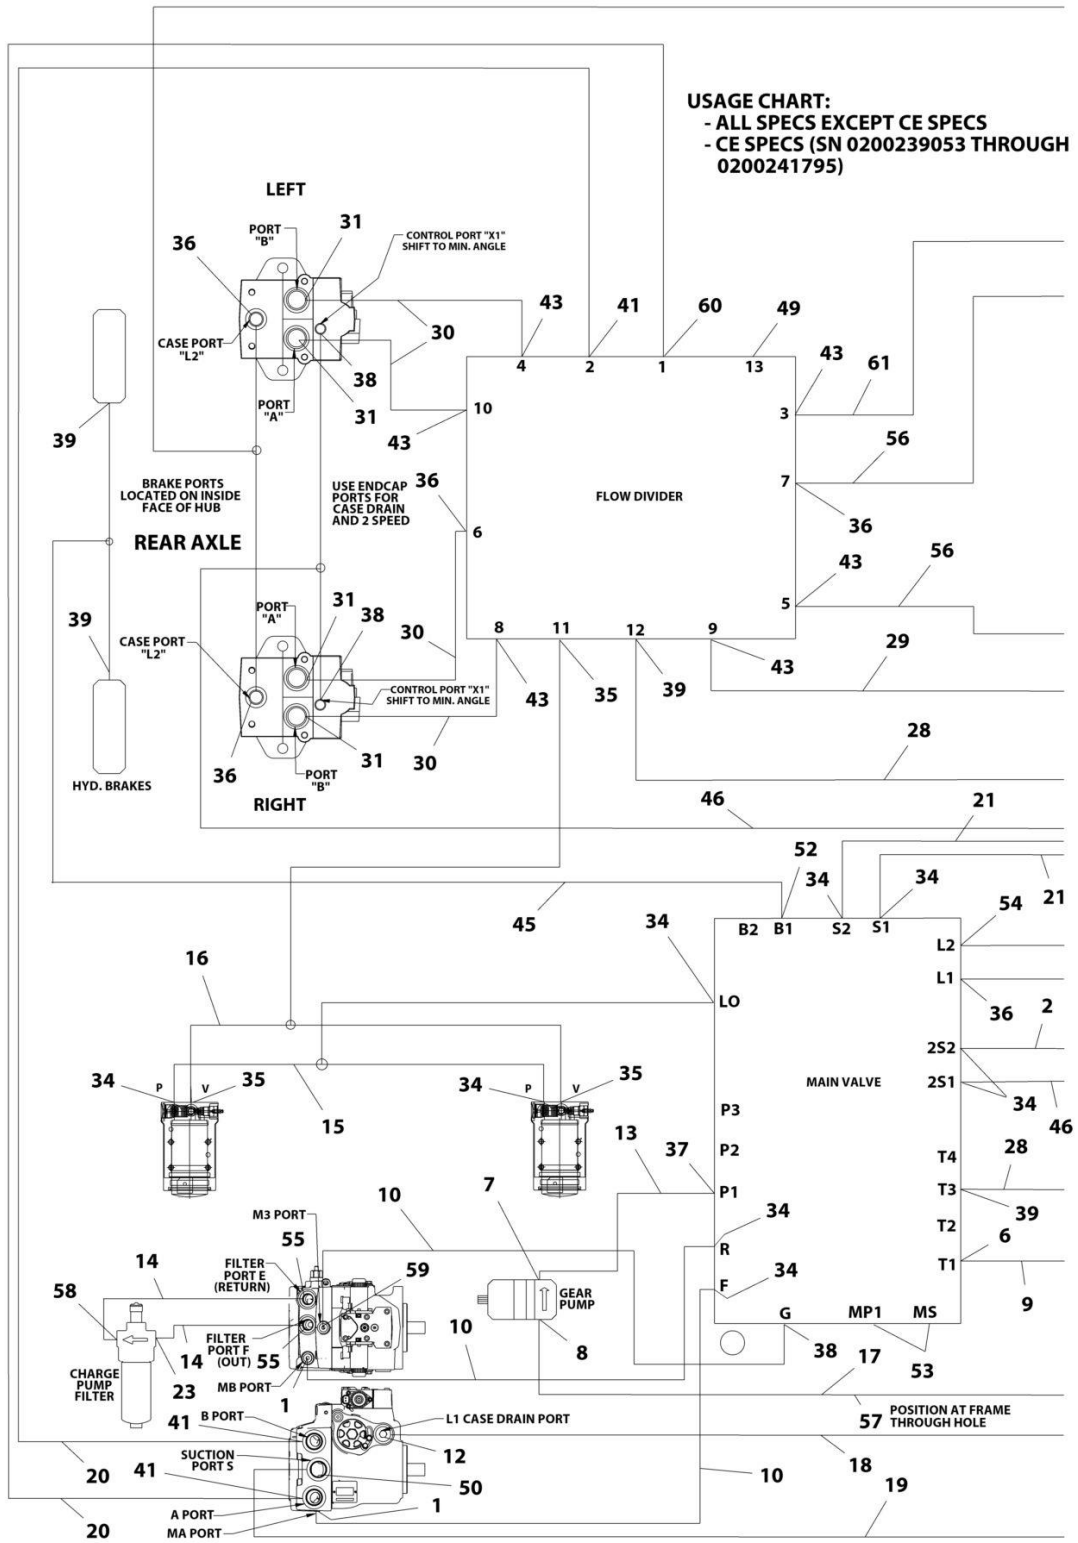 USAGE CHART:
- ALL SPECS EXCEPT CE SPECS
- CE SPECS (SN 0200239053 THROUGH
0200241795)
LEFT
PORT
"B"
31
36
CONTROL PORT "X1"
SHIFT TO MIN. ANGLE
CASE PORT
"L2"
30
43
41
60
49
43
61
38
4
2
1
13
3
PORT
"A"
31
10
43
39
56
BRAKE PORTS
LOCATED ON INSIDE
FACE OF HUB
36
USE ENDCAP
PORTS FOR
CASE DRAIN
AND 2 SPEED
7
FLOW DIVIDER
36
REAR AXLE
6
43
56
PORT
"A"
31
38
5
39
CASE PORT
"L2"
30
8
11
12
9
29
43
35
39
43
CONTROL PORT "X1"
SHIFT TO MIN. ANGLE
36
31
30
28
PORT
"B"
HYD. BRAKES
RIGHT
46
21
52
34
34
21
45
54
34
B2
B1
S2
S1
L2
16
L1
LO
36
2
2S2
34
P
V
35
34
P
V
35
MAIN VALVE
2S1
34
46
15
P3
13
37
P2
T4
28
7
P1
T3
10
34
39
M3 PORT
55
R
T2
6
14
FILTER
PORT E
(RETURN)
59
T1
58
F
34
9
GEAR
PUMP
G
MP1
MS
FILTER
PORT F
(OUT)
10
14
55
8
38
17
53
CHARGE
PUMP
FILTER
23
MB PORT
1
57
POSITION AT FRAME
THROUGH HOLE
B PORT
41
L1 CASE DRAIN PORT
12
SUCTION
PORT S
20
41
50
10
18
19
A PORT
1
20
MA PORT